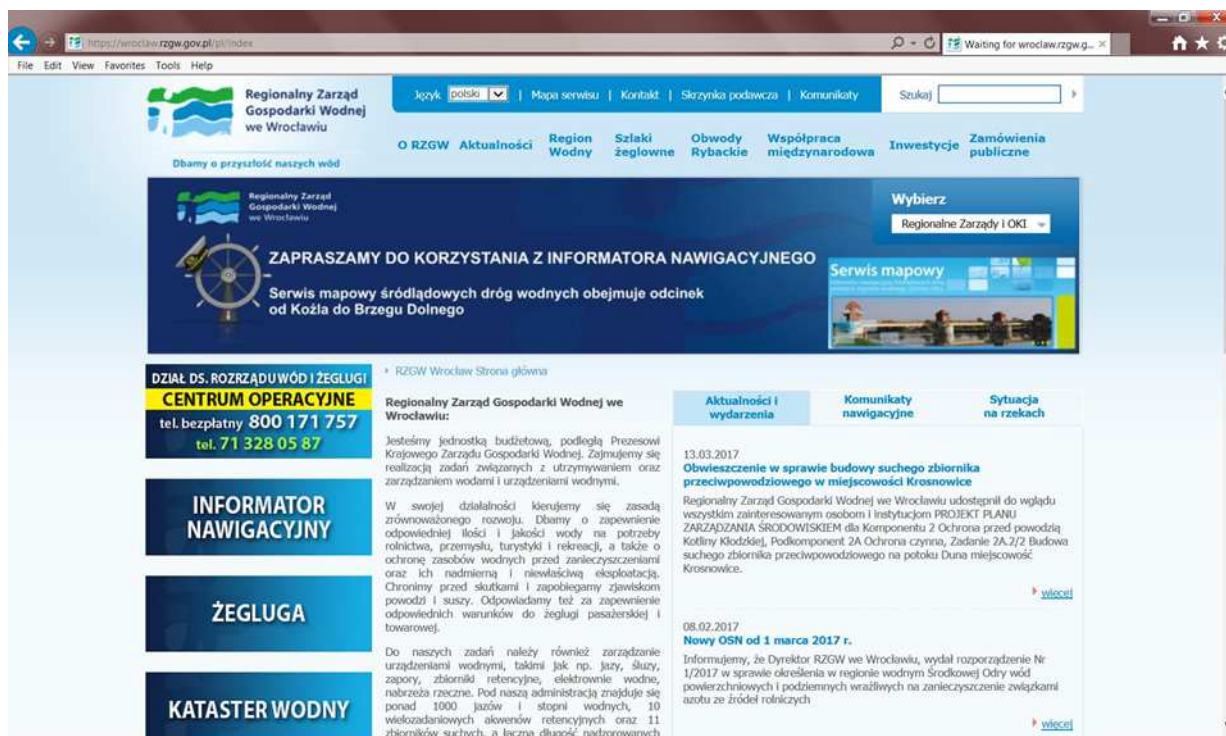 https://wroclaw.rzgw.gov.pl/pl/index
Waiting for wroclaw.rzgw.g...
File Edit View Favorites Tools Help
Regionalny Zarząd
Gospodarki Wodnej
we Wrocławiu
Dbamy o przyszłość naszych wód
Język polski | Mapa serwisu | Kontakt | Skrzynka podawcza | Komunikaty
Szukaj
O RZGW Aktualności Region Wodny Szlaki żeglowne Obwody Rybackie Współpraca międzynarodowa Inwestycje Zamówienia publiczne
Regionalny Zarząd
Gospodarki Wodnej
we Wrocławiu
ZAPRASZAMY DO KORZYSTANIA Z INFORMATORA NAWIGACYJNEGO
Serwis mapowy śródlądowych dróg wodnych obejmuje odcinek
od Koźla do Brzegu Dolnego
Wybierz
Regionalne Zarządy i OKI
Serwis mapowy
DZIAŁ DS. ROZRZĄDU WÓD I ŻEGLUGI
CENTRUM OPERACYJNE
tel. bezpłatny 800 171 757
tel. 71 328 05 87
INFORMATOR
NAWIGACYJNY
ŻEGLUGA
KATASTER WODNY
RZGW Wrocław Strona główna
Regionalny Zarząd Gospodarki Wodnej we
Wrocławiu:
Jesteśmy jednostką budżetową, podległą Prezesowi
Krajowego Zarządu Gospodarki Wodnej. Zajmujemy się
realizacją zadań związanych z utrzymywaniem oraz
zarządzaniem wodami i urządzeniami wodnymi.
W swojej działalności kierujemy się zasadą
zrównoważonego rozwoju. Dbamy o zapewnienie
odpowiedniej ilości i jakości wody na potrzeby
rolnictwa, przemysłu, turystyki i rekreacji, a także o
ochronę zasobów wodnych przed zanieczyszczeniami
oraz ich nadmierną i niewłaściwą eksploatacją.
Chronimy przed skutkami i zapobiegamy zjawiskom
powodzi i suszy. Odpowiadamy też za zapewnienie
odpowiednich warunków do żeglugi pasażerskiej i
towarowej.
Do naszych zadań należy również zarządzanie
urządzeniami wodnymi, takimi jak np. jazy, śluzy,
zapory, zbiorniki retencyjne, elektrownie wodne,
nabrzeża rzeczne. Pod naszą administracją znajduje się
ponad 1000 jazów i stopni wodnych, 10
wielozadaniowych akwenów retencyjnych oraz 11
zbiorników suchych, a łączna długość nadzorowanych
Aktualności i
wydarzenia
Komunikaty
nawigacyjne
Sytuacja
na rzekach
13.03.2017
Obwieszczenie w sprawie budowy suchego zbiornika
przeciwpowodziowego w miejscowości Krosnowice
Regionalny Zarząd Gospodarki Wodnej we Wrocławiu udostępnił do wglądu
wszystkim zainteresowanym osobom i instytucjom PROJEKT PLANU
ZARZĄDZANIA ŚRODOWISKIEM dla Komponentu 2 Ochrona przed powodzią
Kotliny Kłodzkiej, Podkomponent 2A Ochrona czynna, Zadanie 2A.2/2 Budowa
suchego zbiornika przeciwpowodziowego na potoku Duna miejscowość
Krosnowice.
więcej
08.02.2017
Nowy OSN od 1 marca 2017 r.
Informujemy, że Dyrektor RZGW we Wrocławiu, wydał rozporządzenie Nr
1/2017 w sprawie określenia w regionie wodnym Środkowej Odry wód
powierzchniowych i podziemnych wrażliwych na zanieczyszczenie związkami
azotu ze źródeł rolniczych
więcej